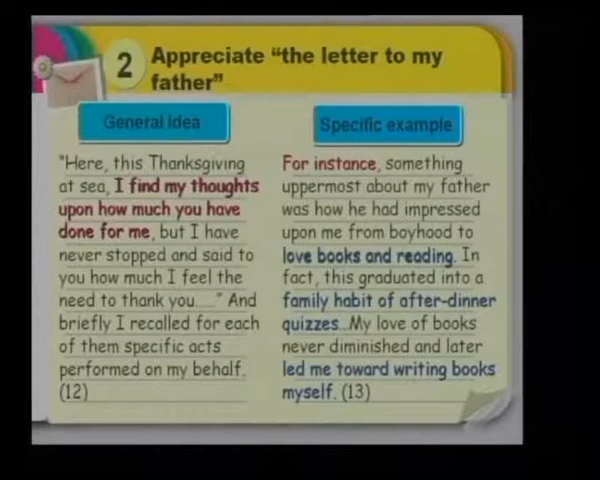 2 Appreciate “the letter to my
father”
General idea
“Here, this Thanksgiving
at sea, I find my thoughts
upon how much you have
done for me, but I have
never stopped and said to
you how much I feel the
need to thank you....” And
briefly I recalled for each
of them specific acts
performed on my behalf.
(12)
Specific example
For instance, something
uppermost about my father
was how he had impressed
upon me from boyhood to
love books and reading. In
fact, this graduated into a
family habit of after-dinner
quizzes...My love of books
never diminished and later
led me toward writing books
myself. (13)